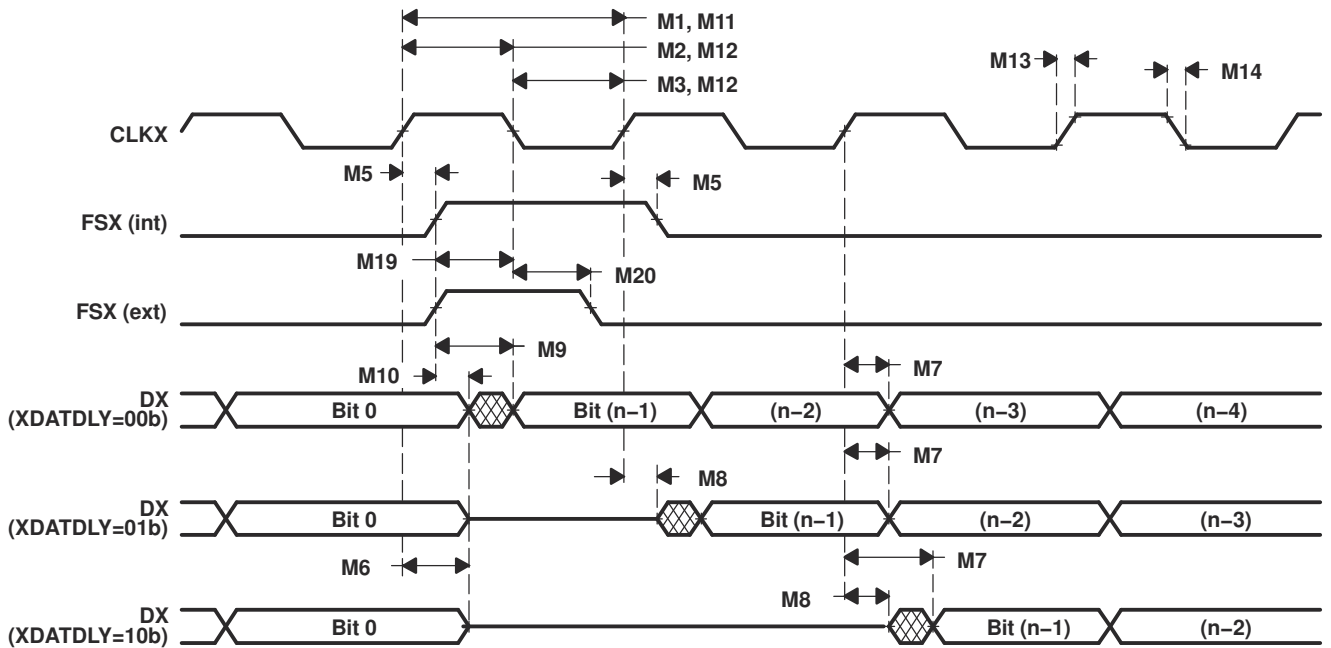 M1, M11
M2, M12
M3, M12
M13
M14
CLKX
M5
M5
FSX (int)
M19
M20
FSX (ext)
M9
M10
M7
DX
(XDATDLY=00b)
Bit 0
Bit (n−1)
(n−2)
(n−3)
(n−4)
M7
M8
DX
(XDATDLY=01b)
Bit 0
Bit (n−1)
(n−2)
(n−3)
M6
M7
M8
DX
(XDATDLY=10b)
Bit 0
Bit (n−1)
(n−2)